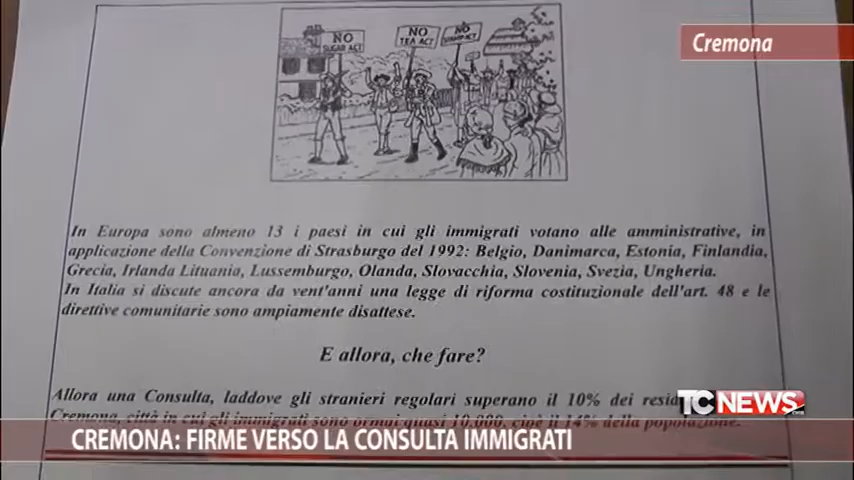 Cremona
NO
SUGAR ACT
NO
TEA ACT
NO
STAMP ACT
In Europa sono almeno 13 i paesi in cui gli immigrati votano alle amministrative, in
applicazione della Convenzione di Strasburgo del 1992: Belgio, Danimarca, Estonia, Finlandia,
Grecia, Irlanda Lituania, Lussemburgo, Olanda, Slovacchia, Slovenia, Svezia, Ungheria.
In Italia si discute ancora da vent'anni una legge di riforma costituzionale dell'art. 48 e le
direttive comunitarie sono ampiamente disattese.
E allora, che fare?
Allora una Consulta, laddove gli stranieri regolari superano il 10% dei
TCNEWS
Cremona, città in cui gli immigrati sono ormai quasi 10.000, cioè il 14% della popolazione.
CREMONA: FIRME VERSO LA CONSULTA IMMIGRATI